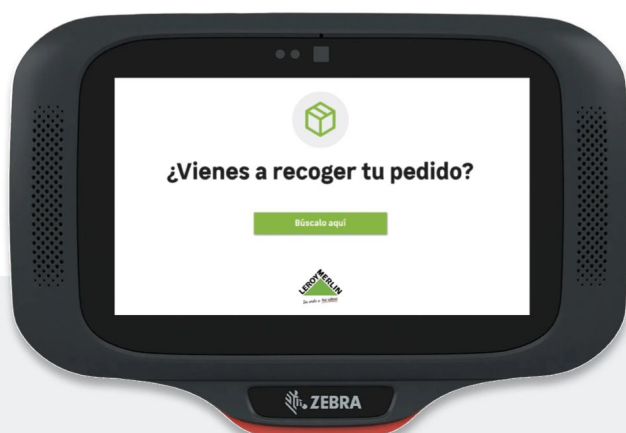 ¿Vienes a recoger tu pedido?
Búscalo aquí
LEROY MERLIN
ZEBRA